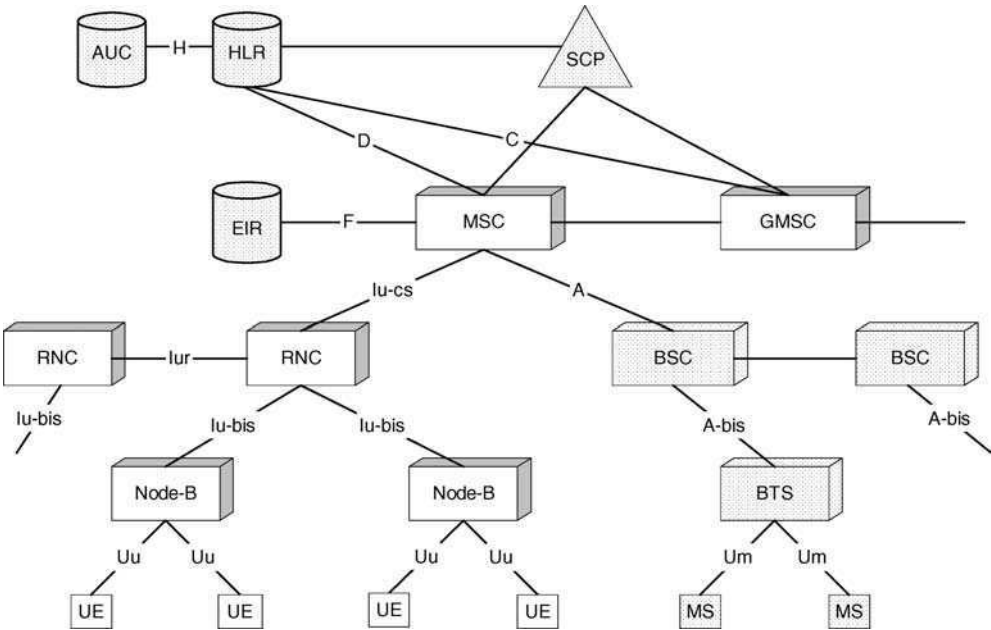 AUC
H
HLR
SCP
D
C
EIR
F
MSC
GMSC
Iu-cs
A
RNC
Iur
RNC
BSC
BSC
Iu-bis
Iu-bis
Iu-bis
A-bis
A-bis
Node-B
Node-B
BTS
Uu
Uu
Uu
Uu
Um
Um
UE
UE
UE
UE
MS
MS